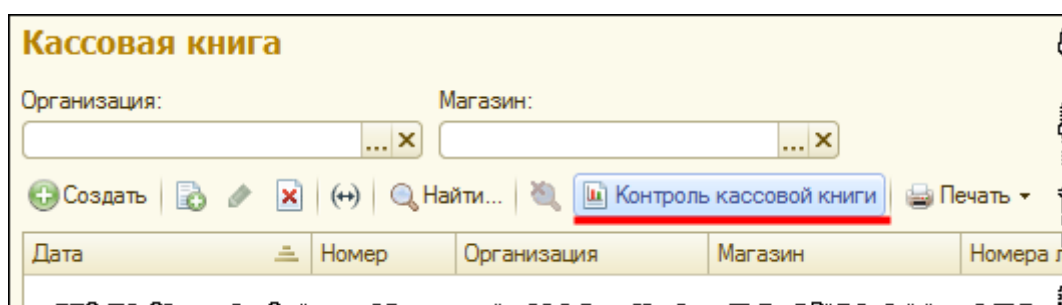 Кассовая книга
Организация: Магазин:
... x ... x
Создать Найти... Контроль кассовой книги Печать
Дата Номер Организация Магазин Номера